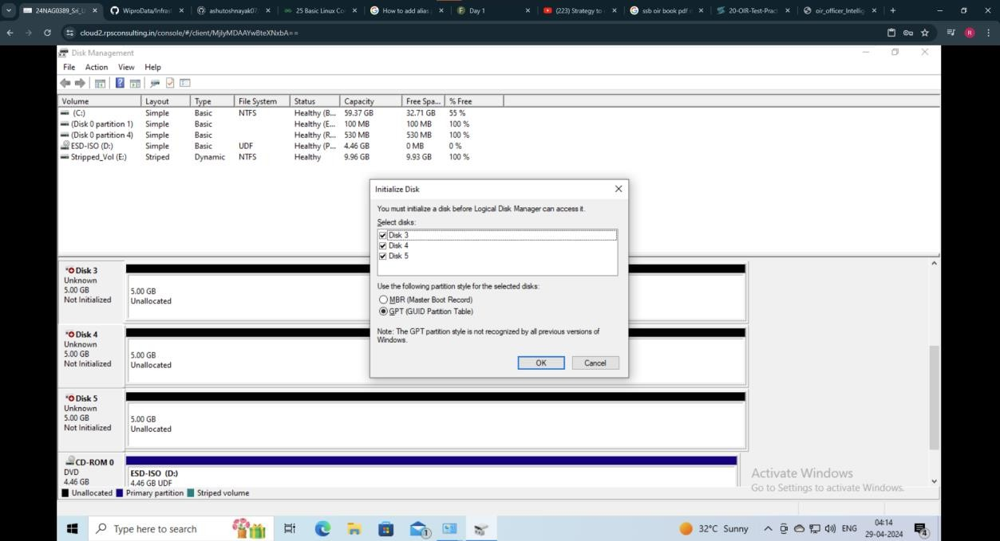 24NAG0389_Sri_U
WiproData/Infrast
ashutoshnayak07
25 Basic Linux Co
How to add alias
Day 1
(223) Strategy to
ssb oir book pdf
20-OIR-Test-Pract
oir_officer_Intellig
cloud2.rpsconsulting.in/console/#/client/MjIyMDAAYwBteXNxbA==
R
Disk Management
File Action View Help
Volume Layout Type File System Status Capacity Free Spa... % Free
(C:) Simple Basic NTFS Healthy (B... 59.37 GB 32.71 GB 55 %
(Disk 0 partition 1) Simple Basic Healthy (E... 100 MB 100 MB 100 %
(Disk 0 partition 4) Simple Basic Healthy (R... 530 MB 530 MB 100 %
ESD-ISO (D:) Simple Basic UDF Healthy (P... 4.46 GB 0 MB 0 %
Stripped_Vol (E:) Striped Dynamic NTFS Healthy 9.96 GB 9.93 GB 100 %
Initialize Disk
You must initialize a disk before Logical Disk Manager can access it.
Select disks:
Disk 3
Disk 4
Disk 5
Use the following partition style for the selected disks:
MBR (Master Boot Record)
GPT (GUID Partition Table)
Note: The GPT partition style is not recognized by all previous versions of
Windows.
OK Cancel
Disk 3
Unknown
5.00 GB
Not Initialized
5.00 GB
Unallocated
Disk 4
Unknown
5.00 GB
Not Initialized
5.00 GB
Unallocated
Disk 5
Unknown
5.00 GB
Not Initialized
5.00 GB
Unallocated
CD-ROM 0
DVD
4.46 GB
ESD-ISO (D:)
4.46 GB UDF
Activate Windows
Go to Settings to activate Windows.
Unallocated Primary partition Striped volume
Type here to search
1
32°C Sunny
ENG
04:14
29-04-2024
4